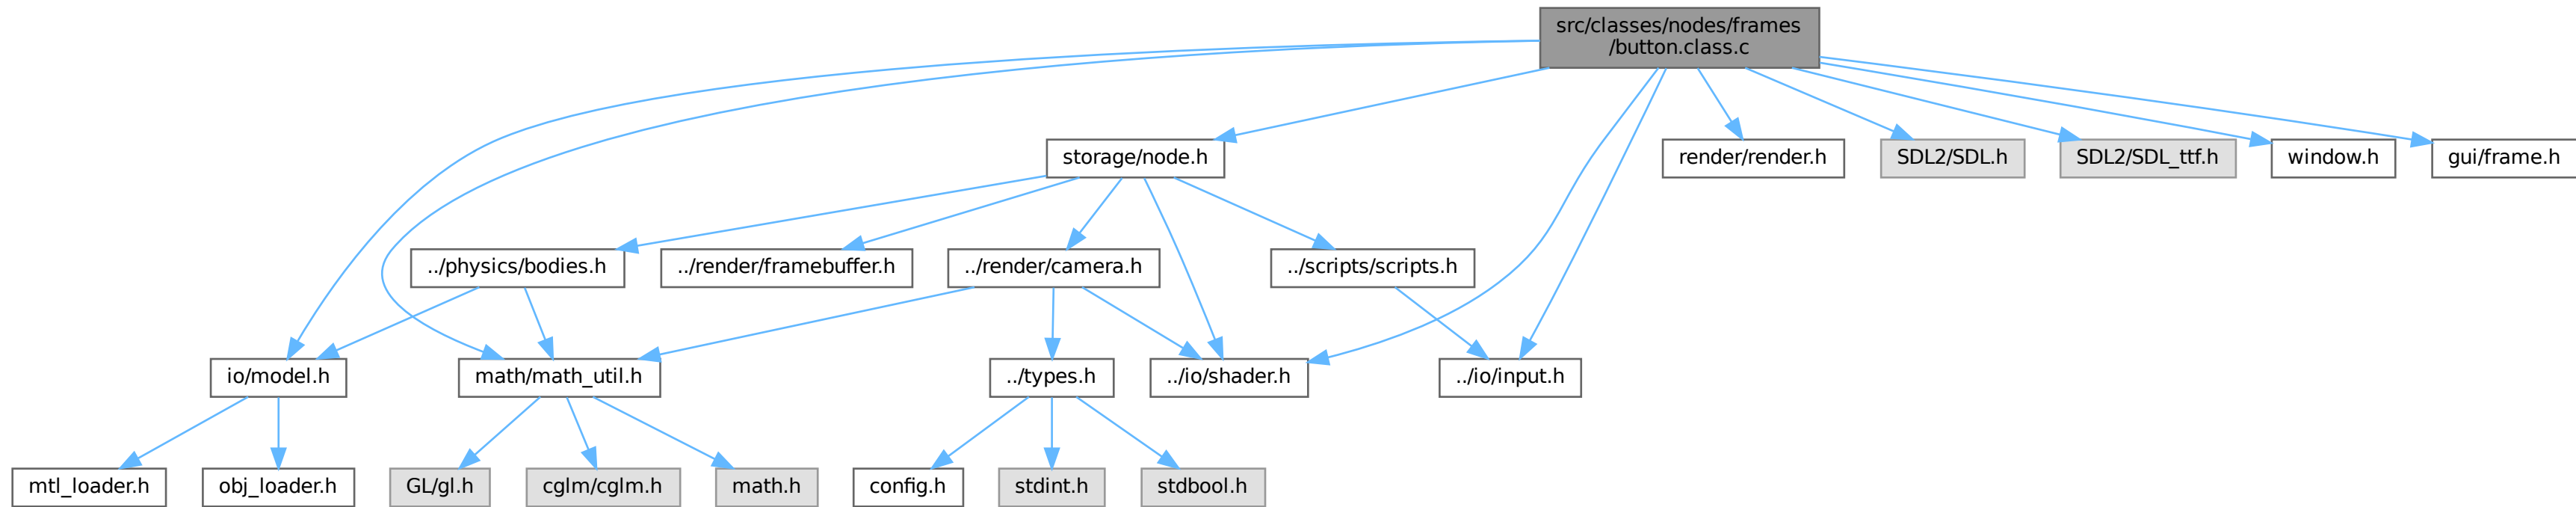 src/classes/nodes/frames
/button.class.c
storage/node.h
render/render.h
SDL2/SDL.h
SDL2/SDL_ttf.h
window.h
gui/frame.h
../physics/bodies.h
../render/framebuffer.h
../render/camera.h
../scripts/scripts.h
io/model.h
math/math_util.h
../types.h
../io/shader.h
../io/input.h
mtl_loader.h
obj_loader.h
GL/gl.h
cglm/cglm.h
math.h
config.h
stdint.h
stdbool.h